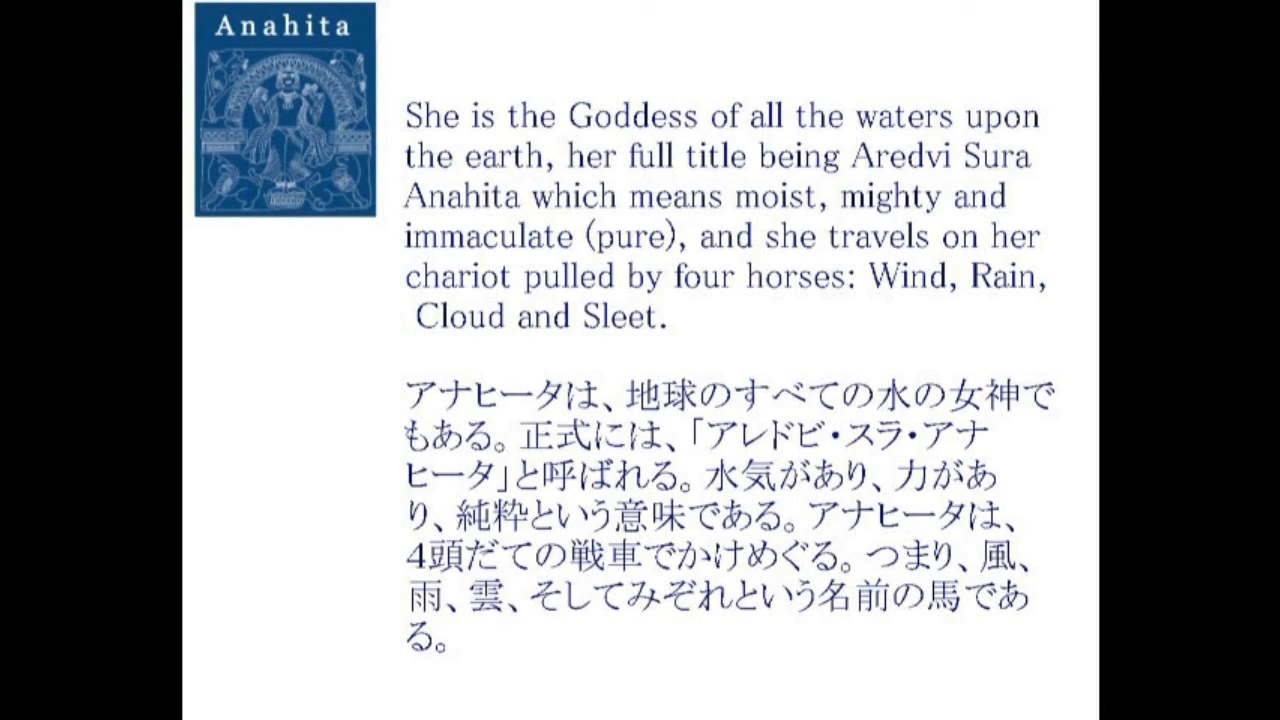 Anahita
She is the Goddess of all the waters upon
the earth, her full title being Aredvi Sura
Anahita which means moist, mighty and
immaculate (pure), and she travels on her
chariot pulled by four horses: Wind, Rain,
Cloud and Sleet.
アナヒータは、地球のすべての水の女神で
もある。正式には、「アレドビ・スラ・アナ
ヒータ」と呼ばれる。水気があり、力があ
り、純粋という意味である。アナヒータは、
4頭だての戦車でかけめぐる。つまり、風、
雨、雲、そしてみぞれという名前の馬であ
る。